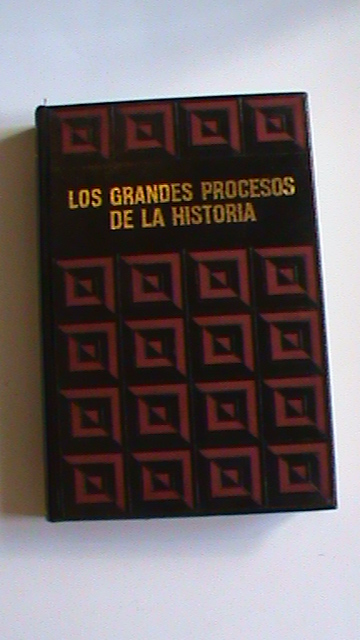 LOS GRANDES PROCESOS
DE LA HISTORIA